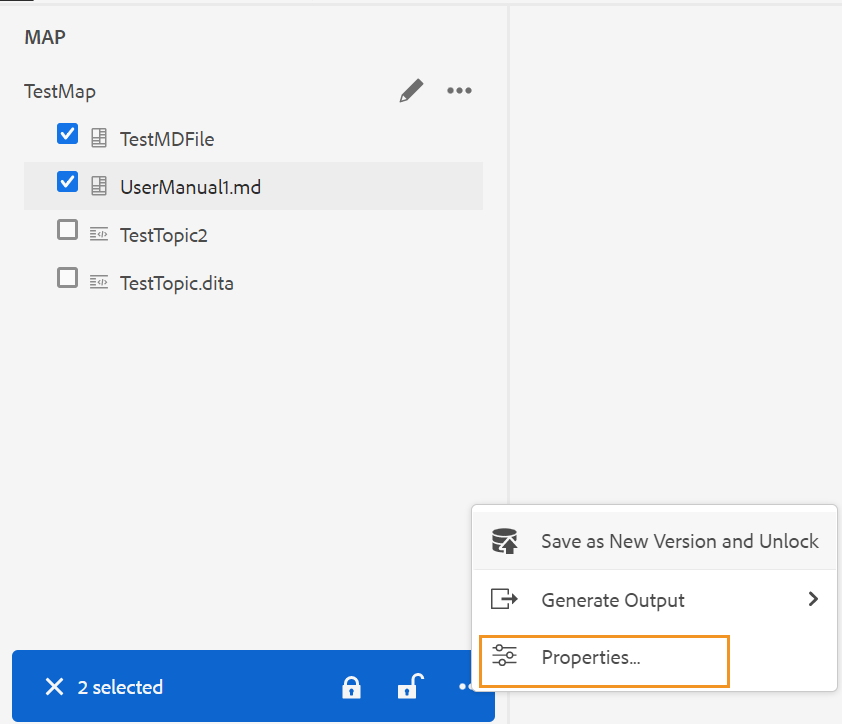 MAP
TestMap
TestMDFile
UserManual1.md
TestTopic2
TestTopic.dita
Save as New Version and Unlock
Generate Output
Properties...
2 selected